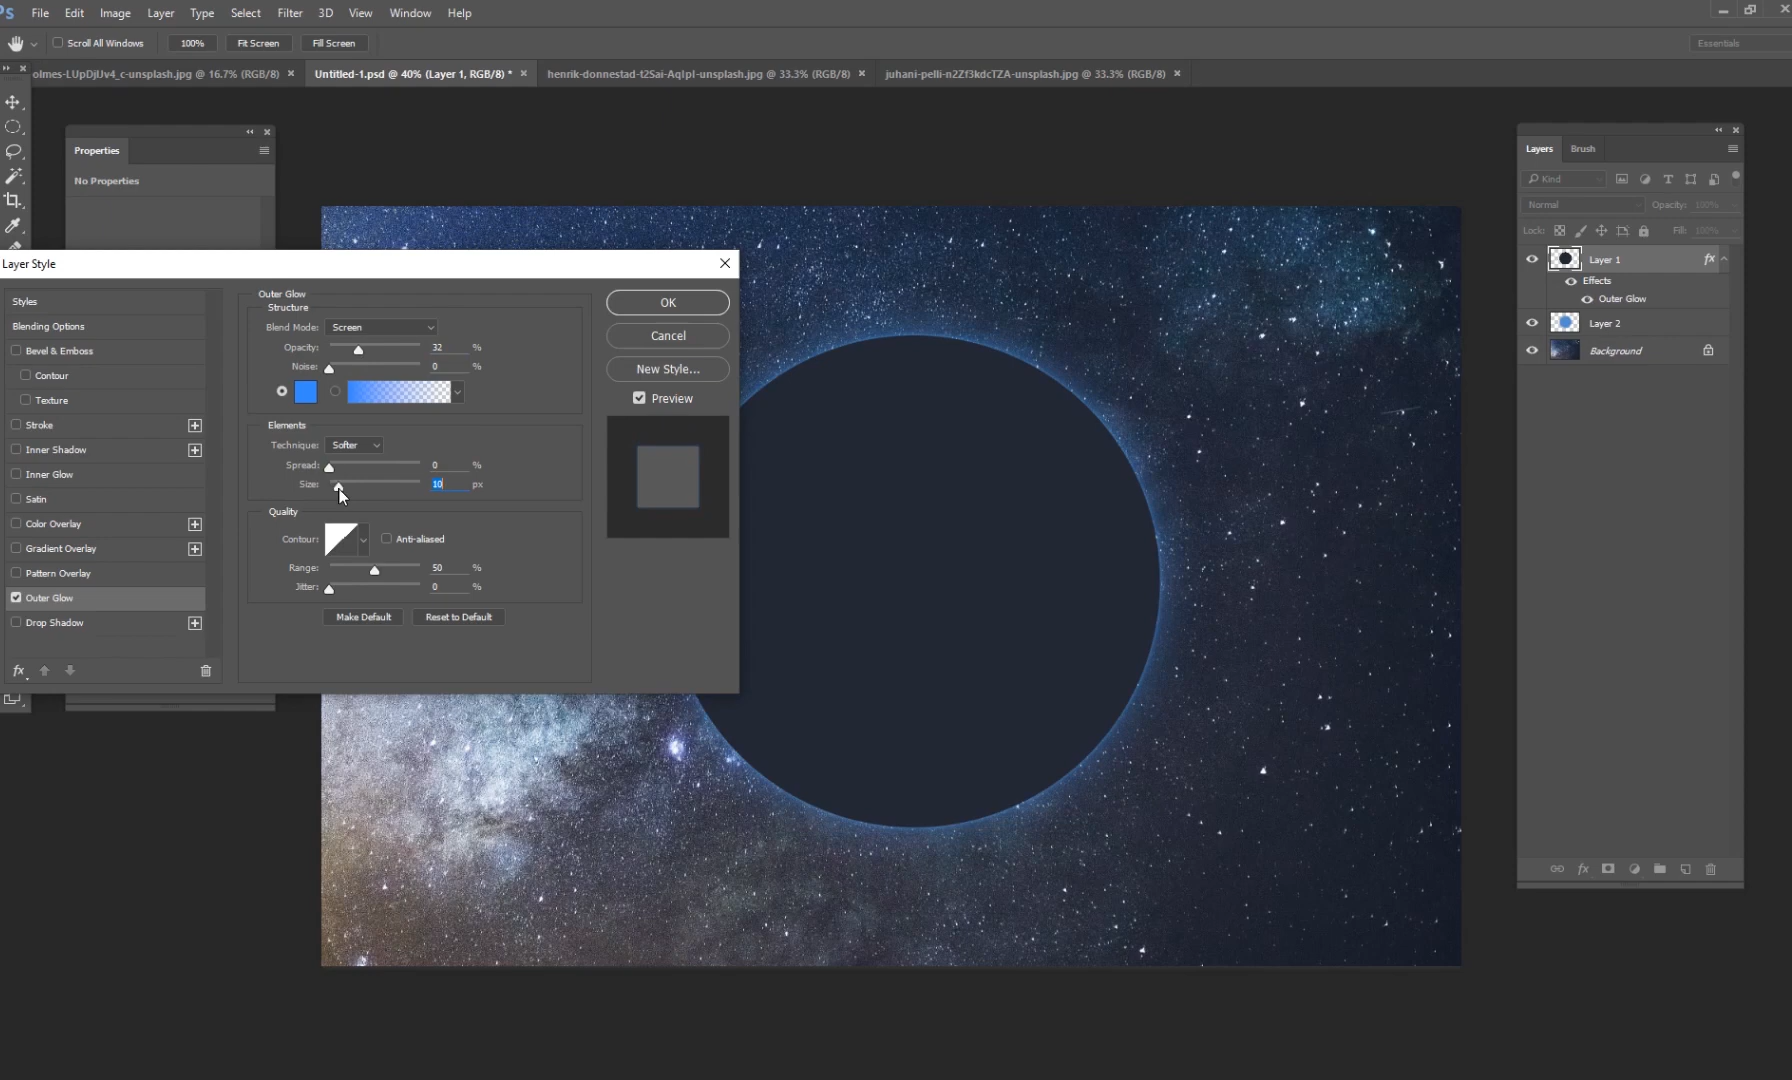 Ps File Edit Image Layer Type Select Filter 3D View Window Help
Scroll All Windows 100% Fit Screen Fill Screen Essentials
olmes-LUpDjlJv4_c-unsplash.jpg @ 16.7% (RGB/8) × Untitled-1.psd @ 40% (Layer 1, RGB/8) * × henrik-donnestad-t2Sai-AqIpI-unsplash.jpg @ 33.3% (RGB/8) × juhani-pelli-n2Zf3kdcTZA-unsplash.jpg @ 33.3% (RGB/8) ×
Properties
No Properties
Layer Style
Styles
Blending Options
Bevel & Emboss
Contour
Texture
Stroke
Inner Shadow
Inner Glow
Satin
Color Overlay
Gradient Overlay
Pattern Overlay
Outer Glow
Drop Shadow
fx
Outer Glow
Structure
Blend Mode: Screen
Opacity: 32 %
Noise: 0 %
Elements
Technique: Softer
Spread: 0 %
Size: 10 px
Quality
Contour: Anti-aliased
Range: 50 %
Jitter: 0 %
Make Default Reset to Default
OK
Cancel
New Style...
Preview
Layers Brush
Kind
Normal Opacity: 100%
Lock: Fill: 100%
Layer 1 fx
Effects
Outer Glow
Layer 2
Background
fx